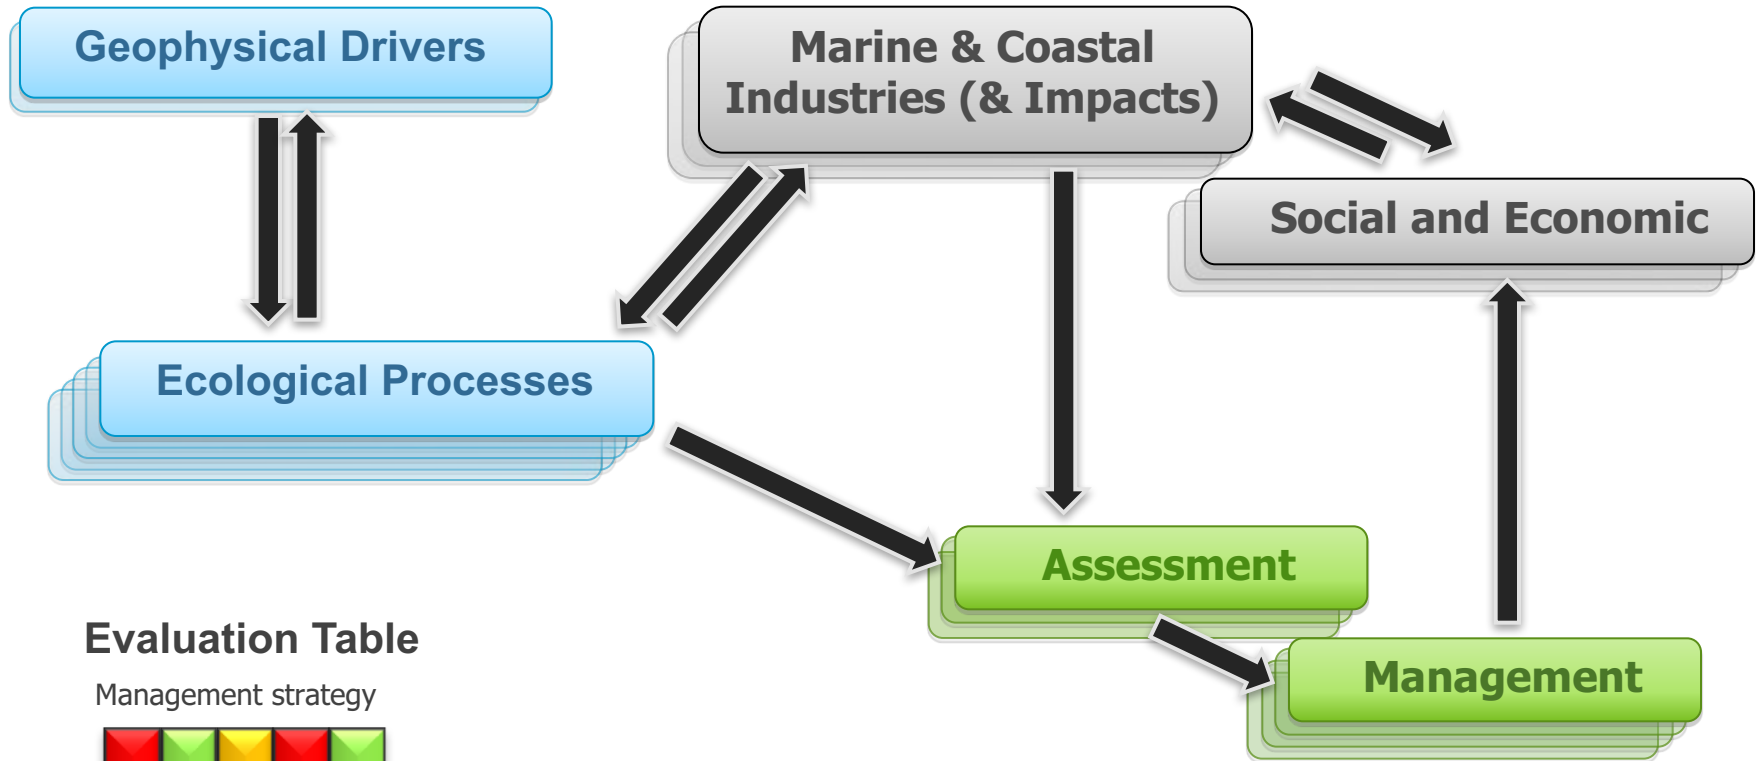 Geophysical Drivers
Marine & Coastal
Industries (& Impacts)
Social and Economic
Ecological Processes
Assessment
Management
Evaluation Table
Management strategy